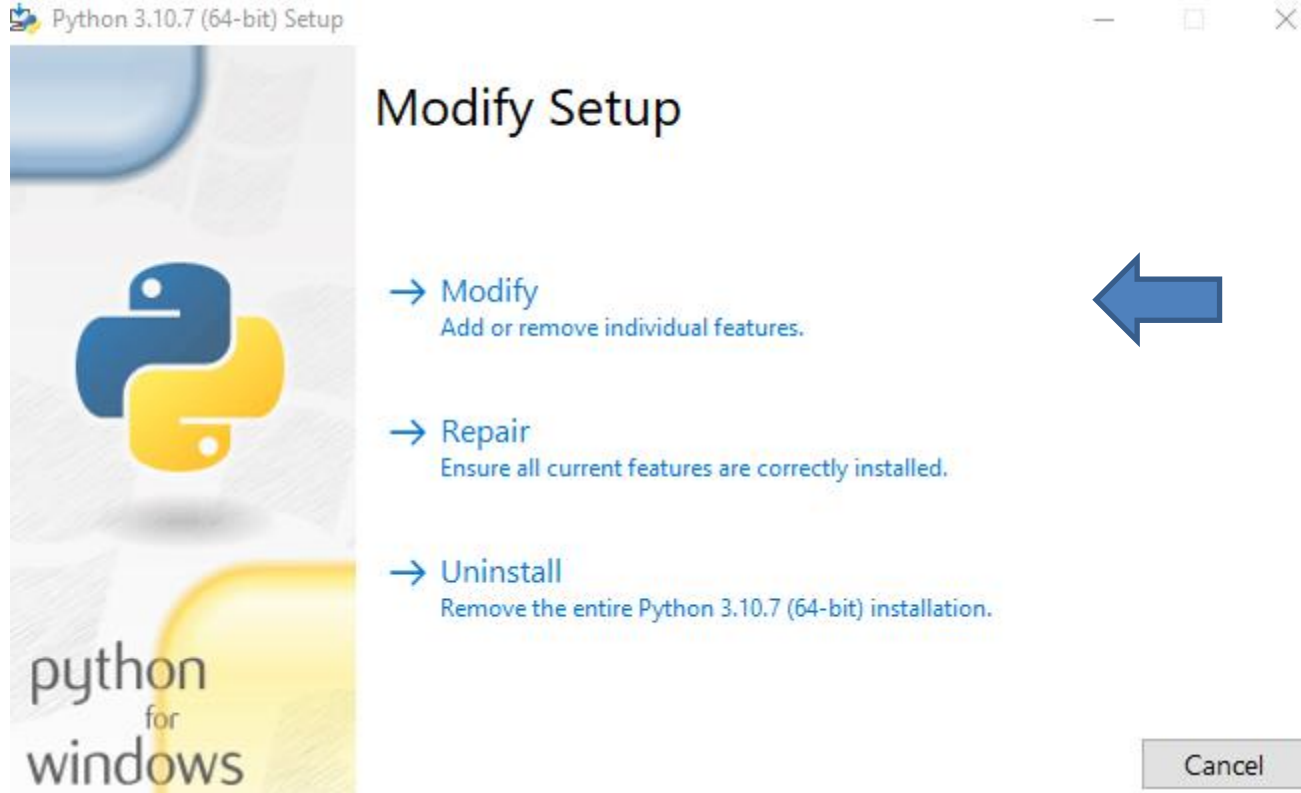 Python 3.10.7 (64-bit) Setup
Modify Setup
Modify
Add or remove individual features.
Repair
Ensure all current features are correctly installed.
Uninstall
Remove the entire Python 3.10.7 (64-bit) installation.
python
for
windows
Cancel